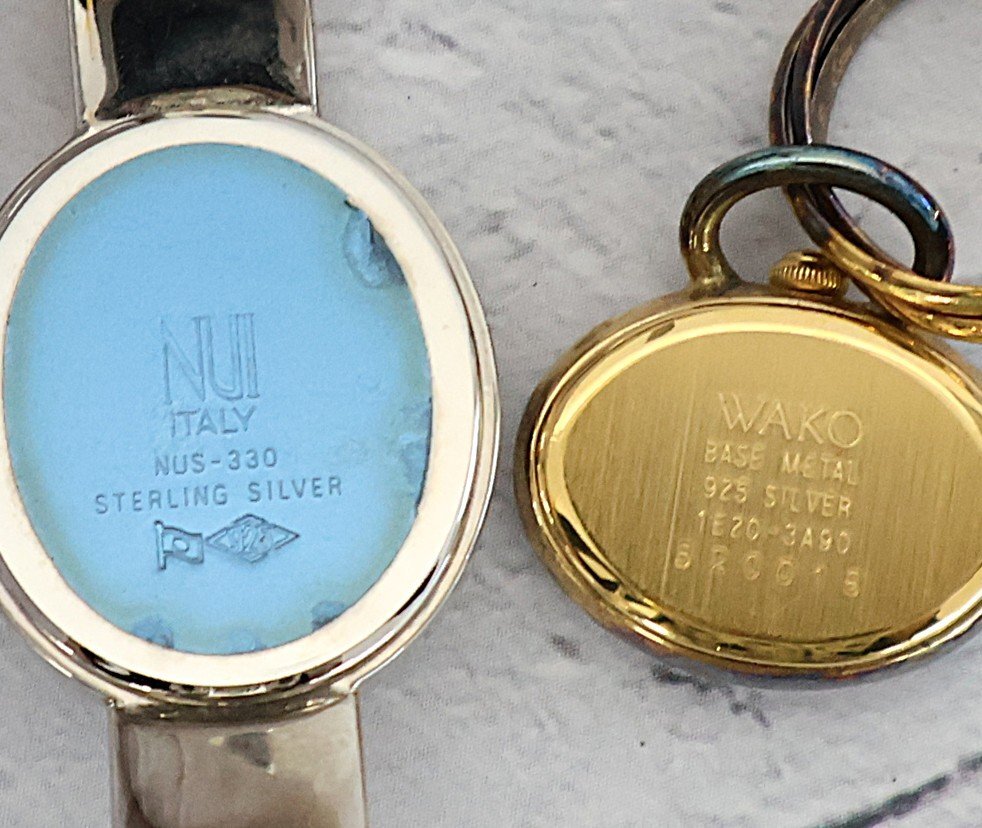 NUI
ITALY
NUS-330
STERLING SILVER
WAKO
BASE METAL
925 SILVER
1E20-3A90